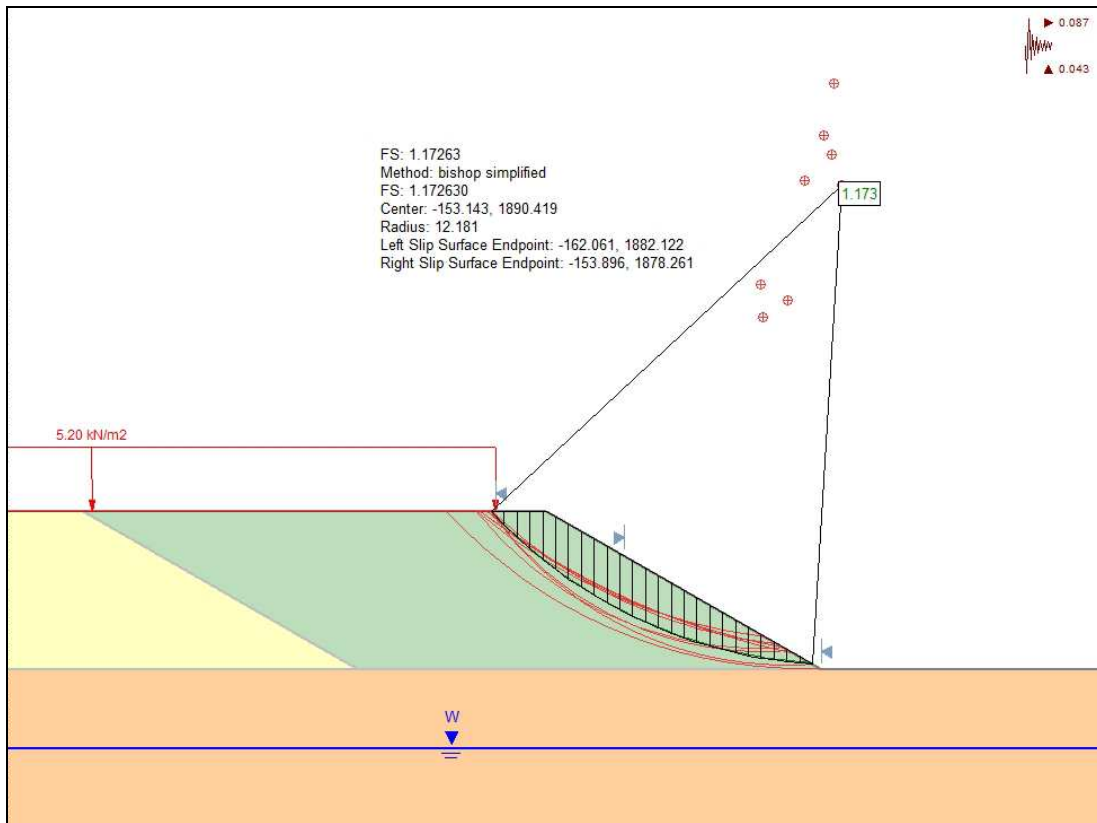 0.087
0.043
FS: 1.17263
Method: bishop simplified
FS: 1.172630
Center: -153.143, 1890.419
Radius: 12.181
Left Slip Surface Endpoint: -162.061, 1882.122
Right Slip Surface Endpoint: -153.896, 1878.261
1.173
5.20 kN/m2
W